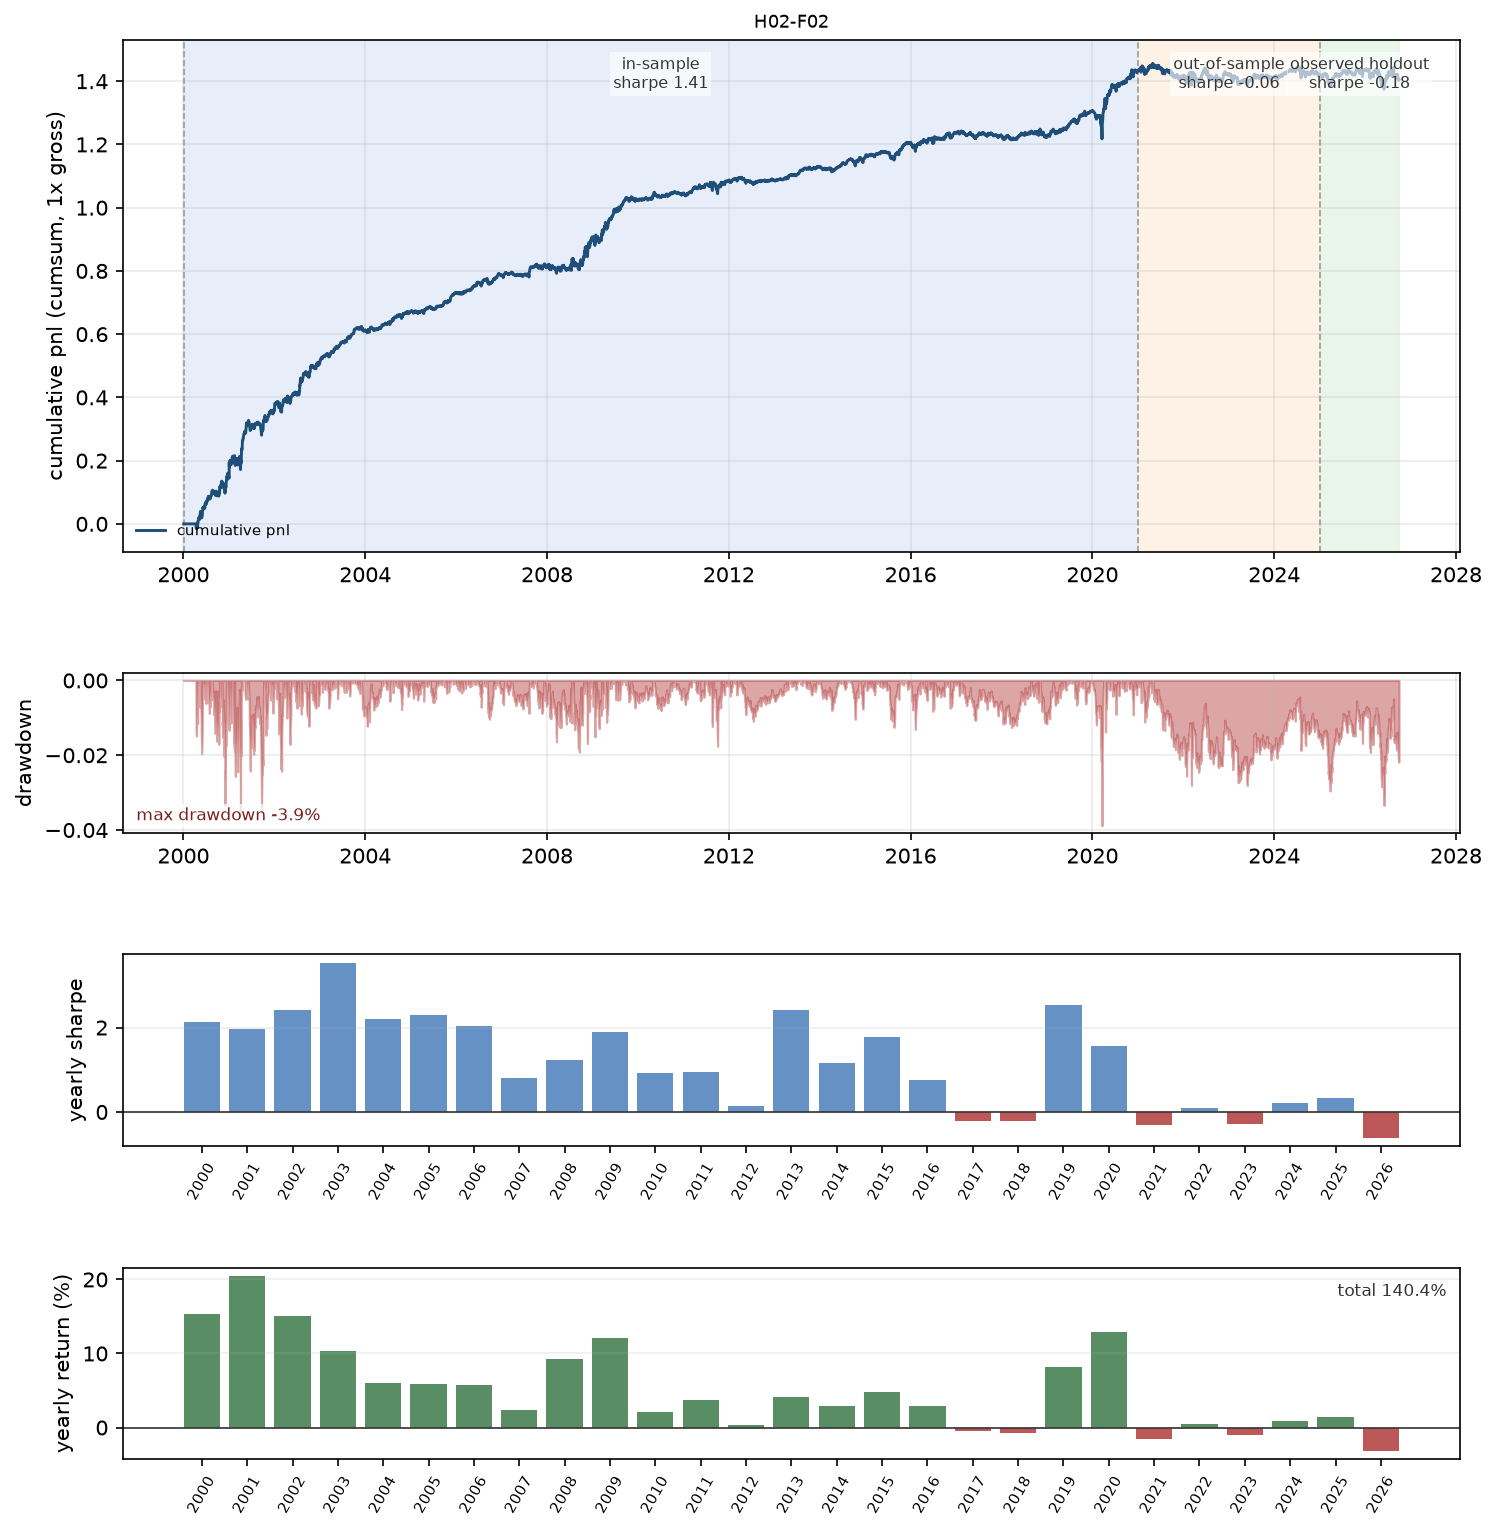 H02-F02
in-sample
sharpe 1.41
out-of-sample
sharpe -0.06
observed holdout
sharpe -0.18
cumulative pnl (cumsum, 1x gross)
1.4
1.2
1.0
0.8
0.6
0.4
0.2
0.0
cumulative pnl
2000 2004 2008 2012 2016 2020 2024 2028
drawdown
0.00
−0.02
−0.04
max drawdown -3.9%
2000 2004 2008 2012 2016 2020 2024 2028
yearly sharpe
2
0
2000 2001 2002 2003 2004 2005 2006 2007 2008 2009 2010 2011 2012 2013 2014 2015 2016 2017 2018 2019 2020 2021 2022 2023 2024 2025 2026
yearly return (%)
20
10
0
total 140.4%
2000 2001 2002 2003 2004 2005 2006 2007 2008 2009 2010 2011 2012 2013 2014 2015 2016 2017 2018 2019 2020 2021 2022 2023 2024 2025 2026